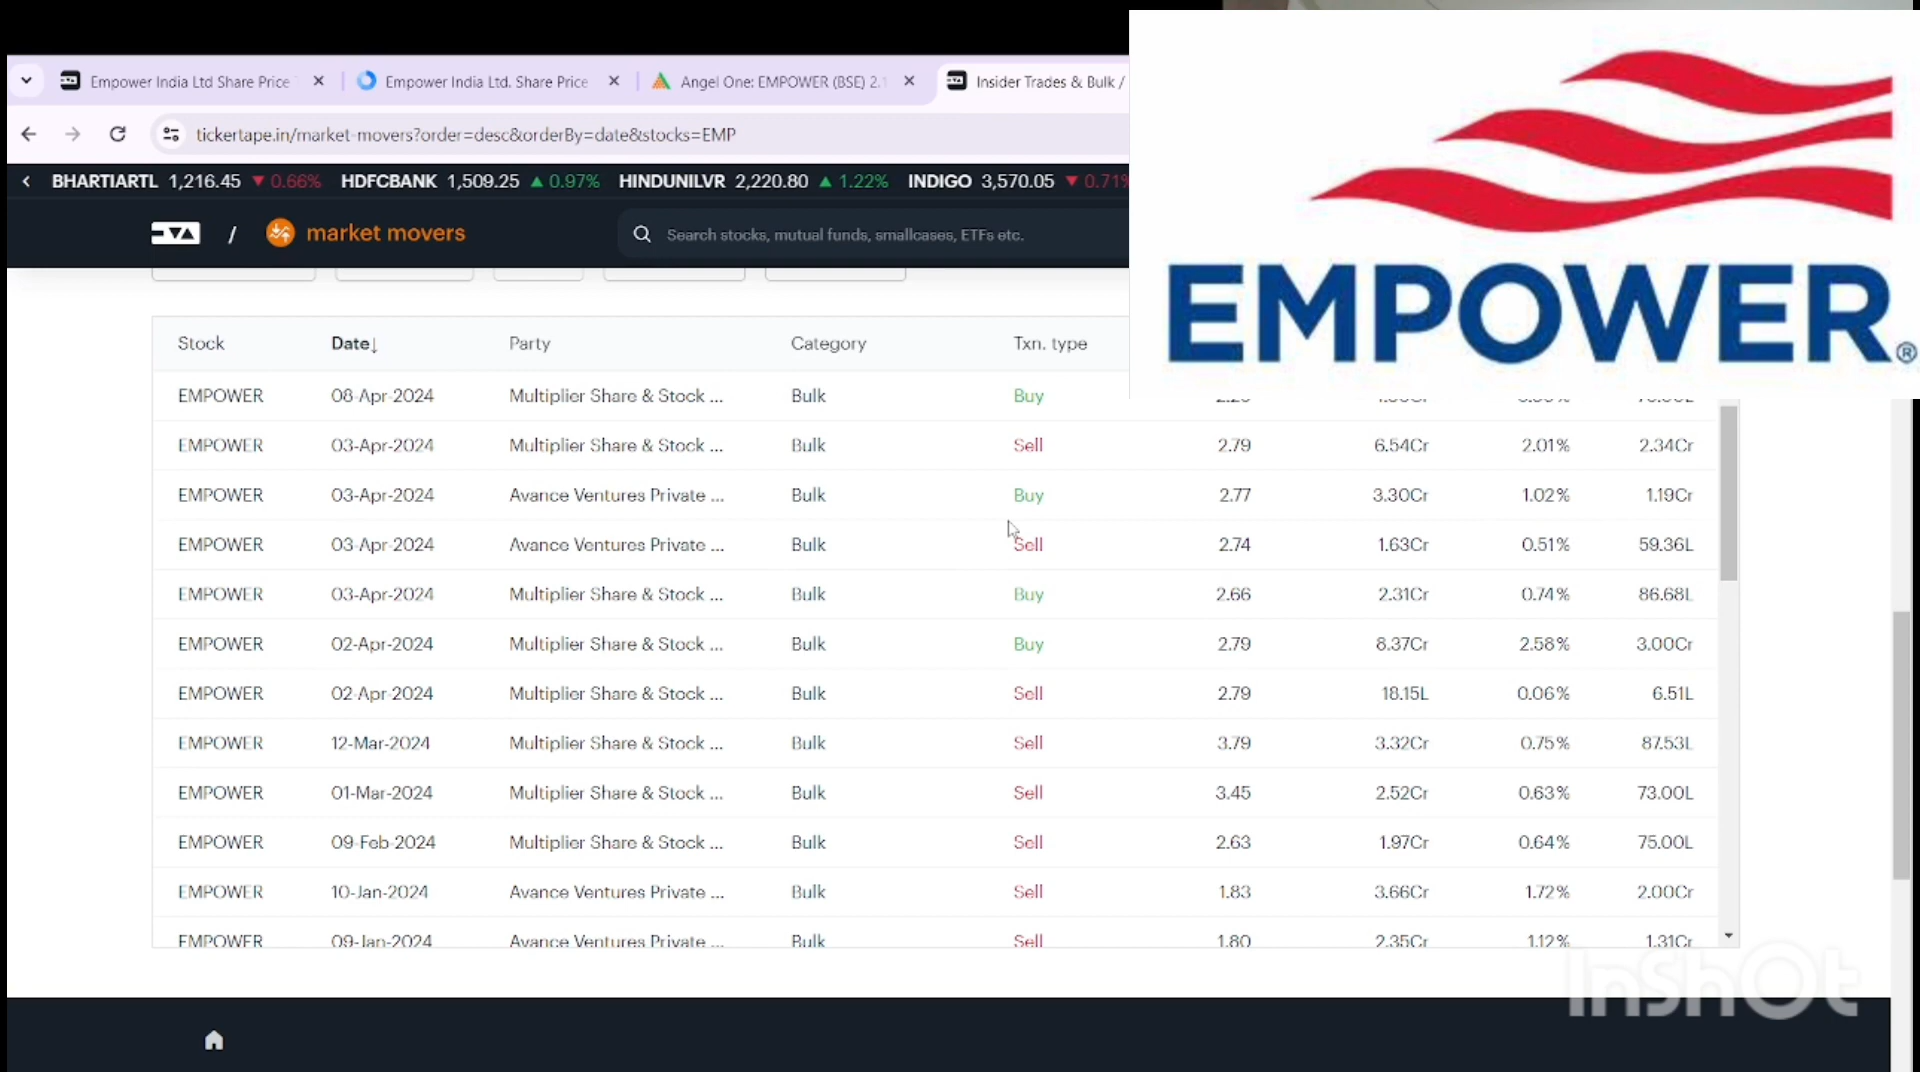 Empower India Ltd Share Price
Empower India Ltd. Share Price
Angel One: EMPOWER (BSE) 2.1
Insider Trades & Bulk /
tickertape.in/market-movers?order=desc&orderBy=date&stocks=EMP
BHARTIARTL 1,216.45 ▼ 0.66% HDFCBANK 1,509.25 ▲ 0.97% HINDUNILVR 2,220.80 ▲ 1.22% INDIGO 3,570.05 ▼ 0.71%
/ market movers
Search stocks, mutual funds, smallcases, ETFs etc.
EMPOWER®
Stock Date↓ Party Category Txn. type
EMPOWER 08-Apr-2024 Multiplier Share & Stock ... Bulk Buy
EMPOWER 03-Apr-2024 Multiplier Share & Stock ... Bulk Sell 2.79 6.54Cr 2.01% 2.34Cr
EMPOWER 03-Apr-2024 Avance Ventures Private ... Bulk Buy 2.77 3.30Cr 1.02% 1.19Cr
EMPOWER 03-Apr-2024 Avance Ventures Private ... Bulk Sell 2.74 1.63Cr 0.51% 59.36L
EMPOWER 03-Apr-2024 Multiplier Share & Stock ... Bulk Buy 2.66 2.31Cr 0.74% 86.68L
EMPOWER 02-Apr-2024 Multiplier Share & Stock ... Bulk Buy 2.79 8.37Cr 2.58% 3.00Cr
EMPOWER 02-Apr-2024 Multiplier Share & Stock ... Bulk Sell 2.79 18.15L 0.06% 6.51L
EMPOWER 12-Mar-2024 Multiplier Share & Stock ... Bulk Sell 3.79 3.32Cr 0.75% 87.53L
EMPOWER 01-Mar-2024 Multiplier Share & Stock ... Bulk Sell 3.45 2.52Cr 0.63% 73.00L
EMPOWER 09-Feb-2024 Multiplier Share & Stock ... Bulk Sell 2.63 1.97Cr 0.64% 75.00L
EMPOWER 10-Jan-2024 Avance Ventures Private ... Bulk Sell 1.83 3.66Cr 1.72% 2.00Cr
EMPOWER 09-Jan-2024 Avance Ventures Private ... Bulk Sell 1.80 2.35Cr 1.12% 1.31Cr
InShOt